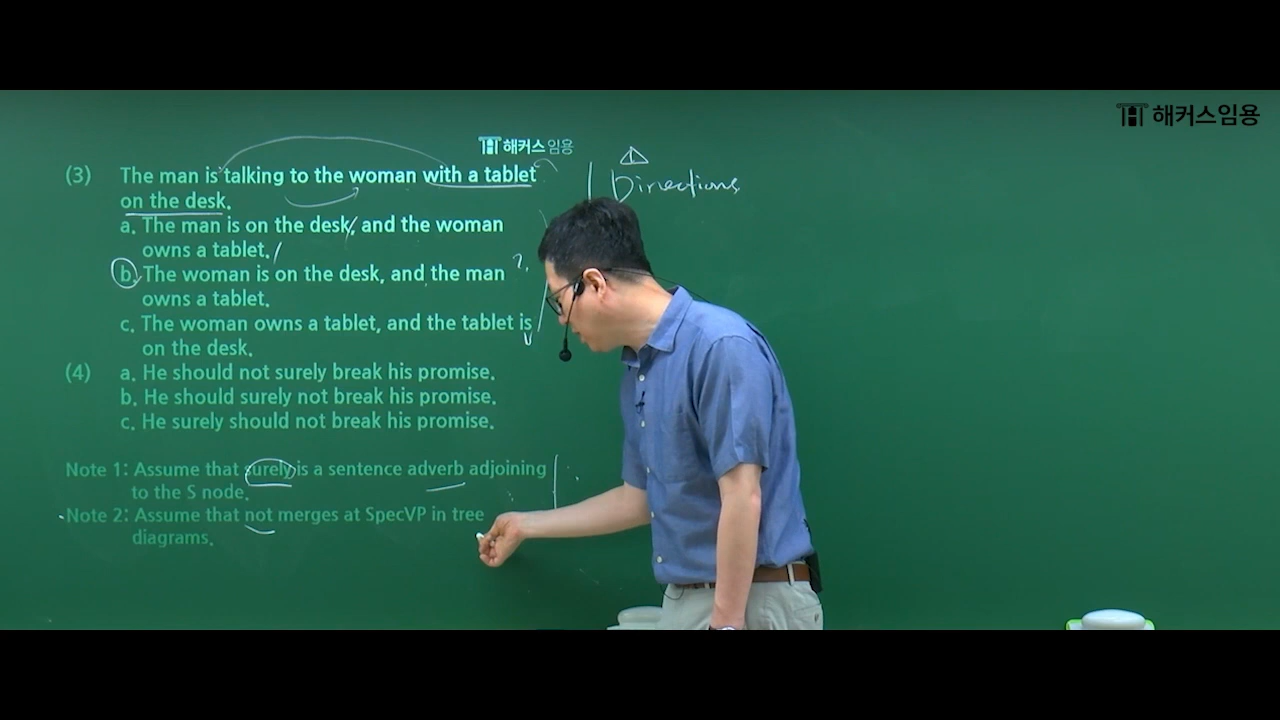 해커스임용
해커스임용
(3) The man is talking to the woman with a tablet
on the desk.
a. The man is on the desk, and the woman
owns a tablet.
b. The woman is on the desk, and the man
owns a tablet.
c. The woman owns a tablet, and the tablet is
on the desk.
(4) a. He should not surely break his promise.
b. He should surely not break his promise.
c. He surely should not break his promise.
Note 1: Assume that surely is a sentence adverb adjoining
to the S node.
Note 2: Assume that not merges at SpecVP in tree
diagrams.
Directions